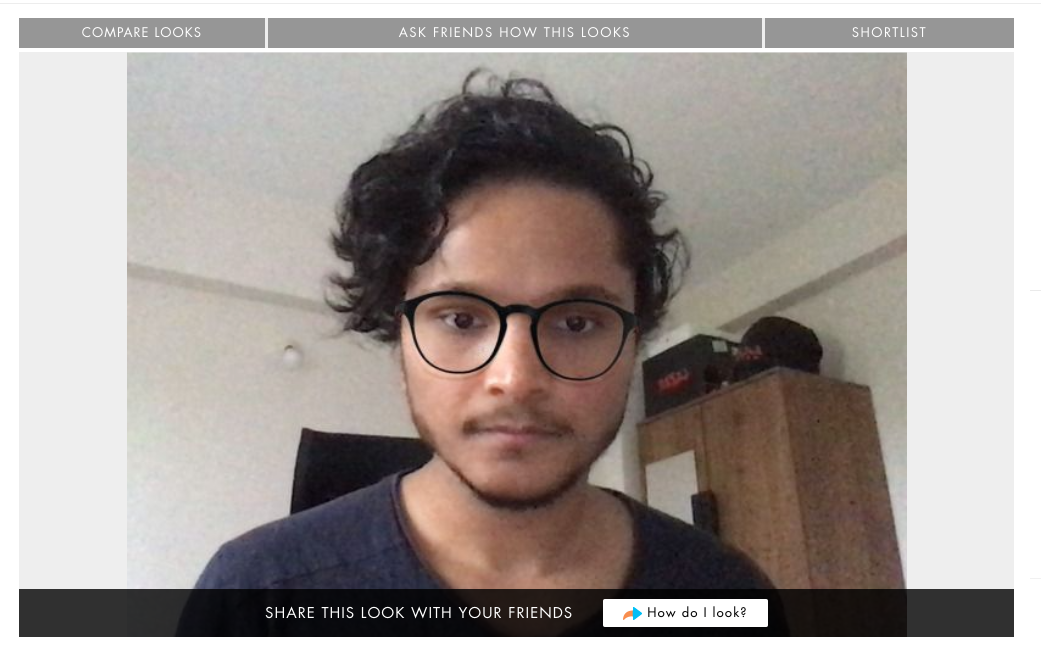 COMPARE LOOKS
ASK FRIENDS HOW THIS LOOKS
SHORTLIST
SHARE THIS LOOK WITH YOUR FRIENDS
How do I look?